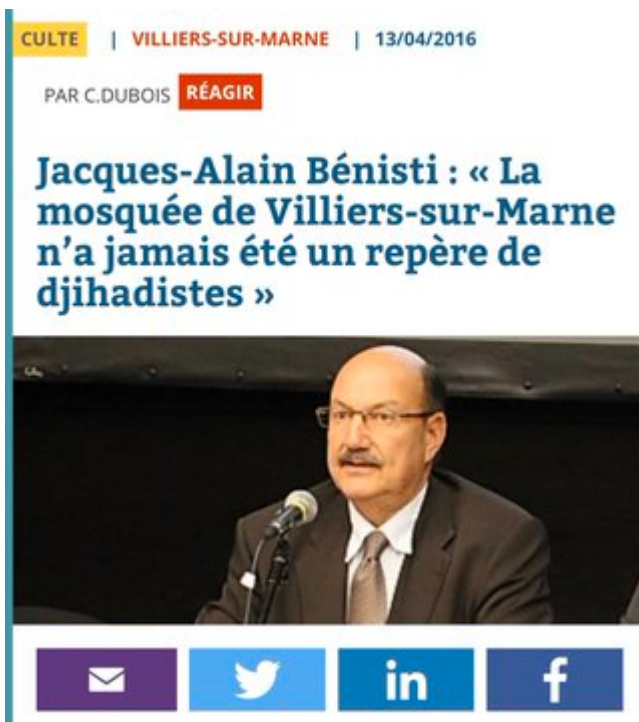 CULTE | VILLIERS-SUR-MARNE | 13/04/2016
PAR C.DUBOIS RÉAGIR
Jacques-Alain Bénisti : « La
mosquée de Villiers-sur-Marne
n’a jamais été un repère de
djihadistes »
in
f